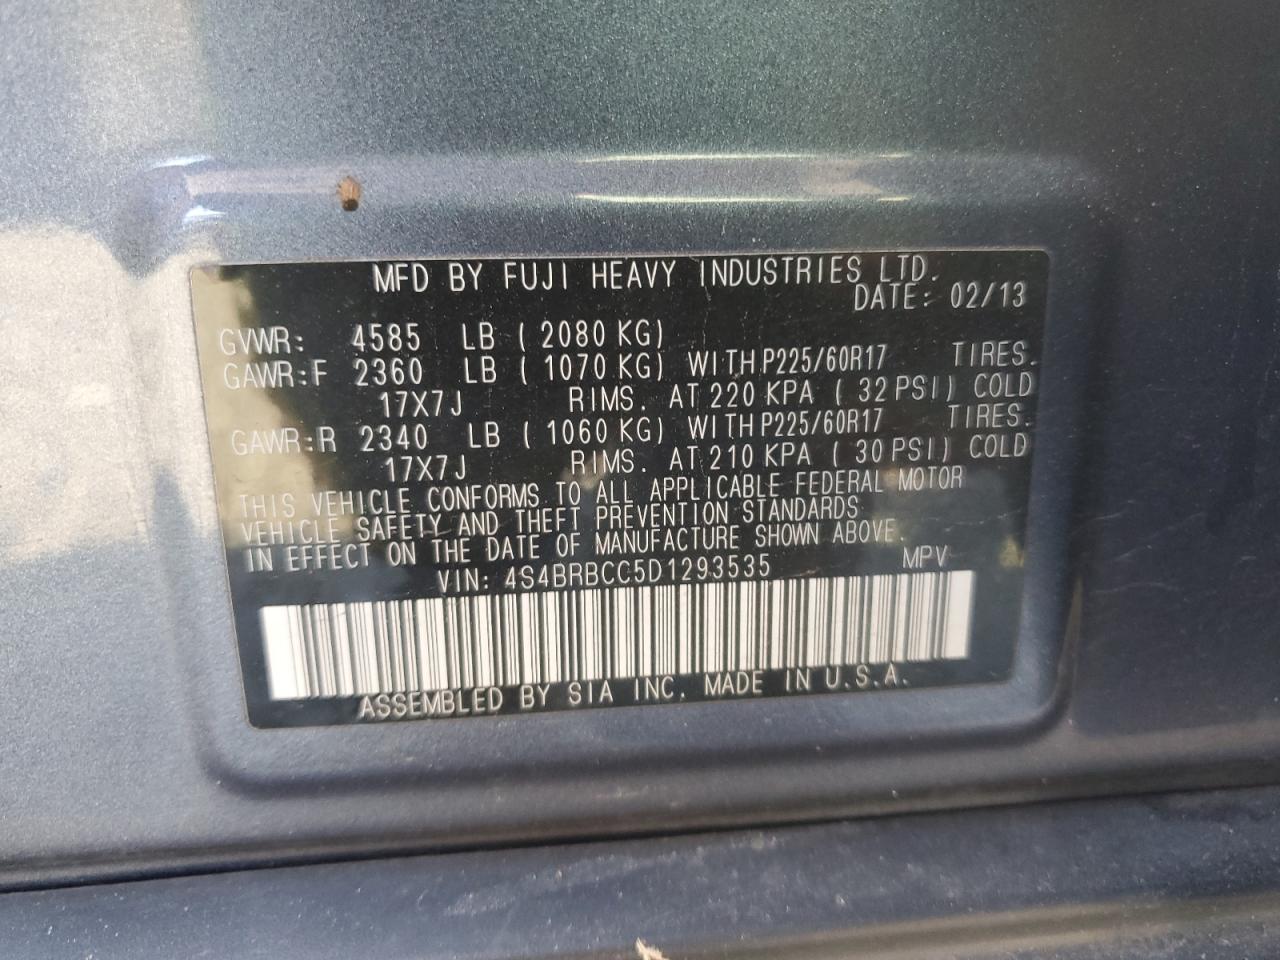 MFD BY FUJI HEAVY INDUSTRIES LTD.
DATE: 02/13
GVWR: 4585 LB ( 2080 KG)
GAWR:F 2360 LB ( 1070 KG) WITH P225/60R17 TIRES.
17X7J RIMS. AT 220 KPA ( 32 PSI) COLD
GAWR:R 2340 LB ( 1060 KG) WITH P225/60R17 TIRES.
17X7J RIMS. AT 210 KPA ( 30 PSI) COLD
THIS VEHICLE CONFORMS TO ALL APPLICABLE FEDERAL MOTOR
VEHICLE SAFETY AND THEFT PREVENTION STANDARDS
IN EFFECT ON THE DATE OF MANUFACTURE SHOWN ABOVE.
VIN: 4S4BRBCC5D1293535 MPV
ASSEMBLED BY SIA INC. MADE IN U.S.A.